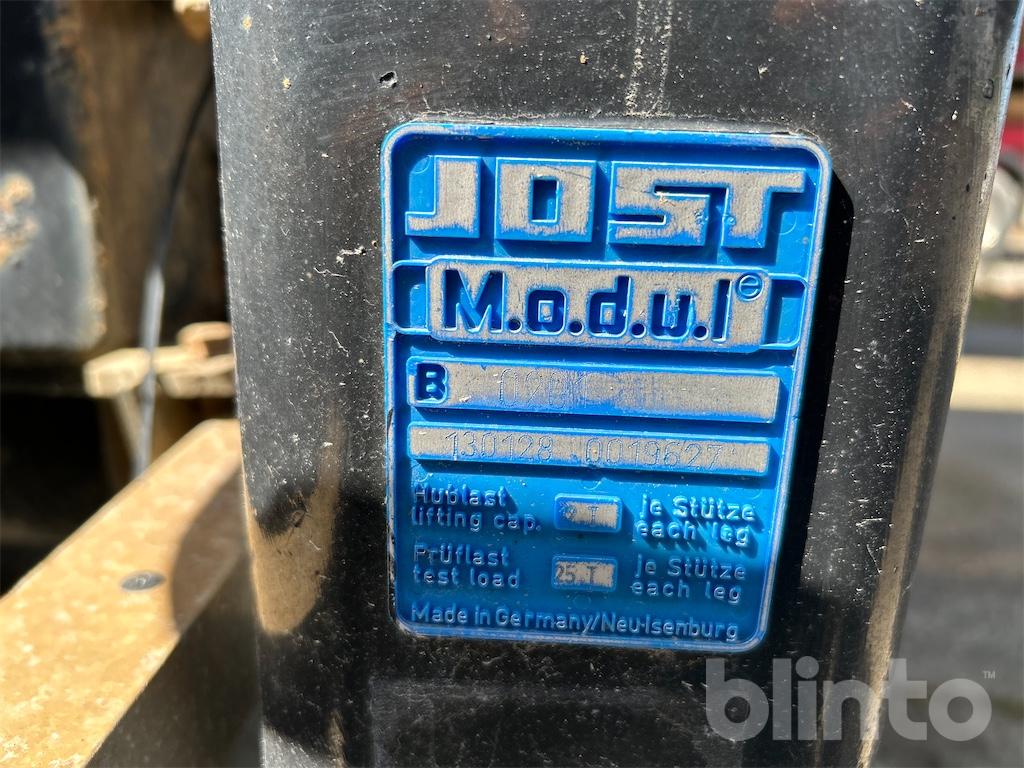 JOST
M.o.d.u.l e
B
130128 0019627
Hublast je Stütze
lifting cap. T each leg
Prüflast je Stütze
test load 25 T each leg
Made in Germany/Neu-Isenburg
blinto™